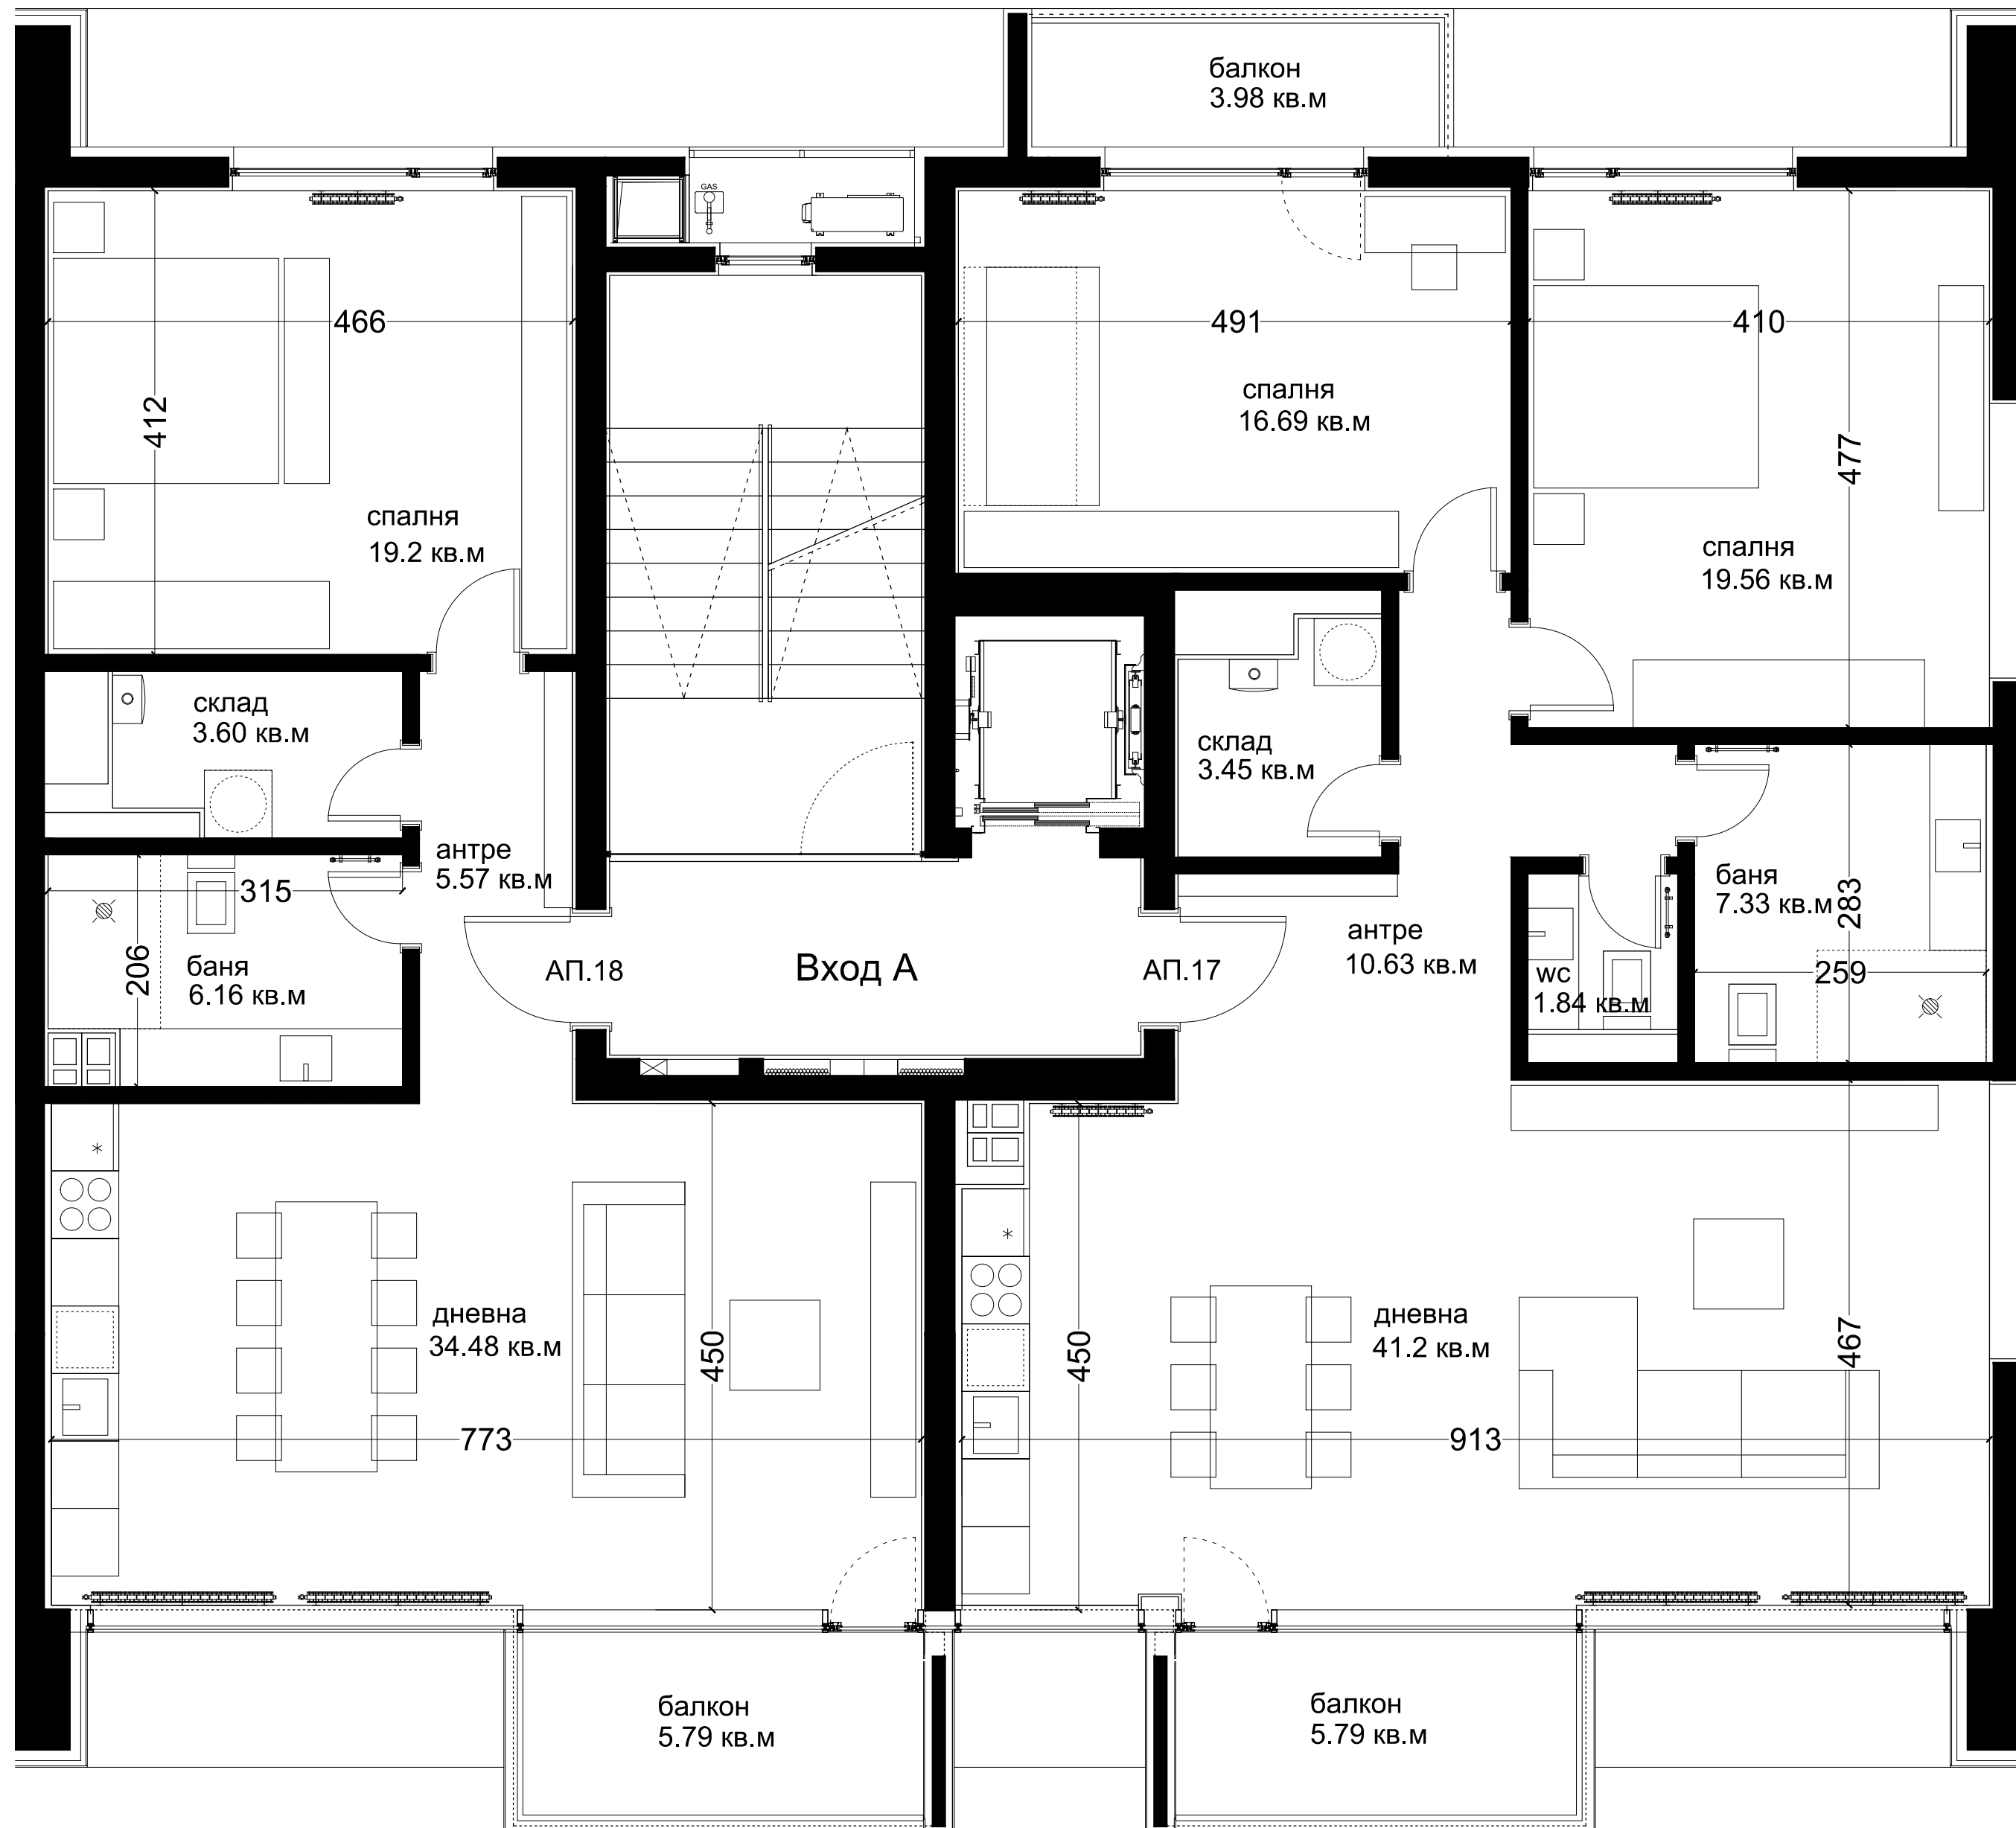 балкон
3.98 кв.м
GAS
466
491
410
412
спалня
16.69 кв.м
477
спалня
19.2 кв.м
спалня
19.56 кв.м
склад
3.60 кв.м
склад
3.45 кв.м
антре
5.57 кв.м
315
206
баня
6.16 кв.м
АП.18
Вход А
АП.17
антре
10.63 кв.м
wc
1.84 кв.м
баня
7.33 кв.м
283
259
дневна
34.48 кв.м
450
773
450
дневна
41.2 кв.м
467
913
балкон
5.79 кв.м
балкон
5.79 кв.м